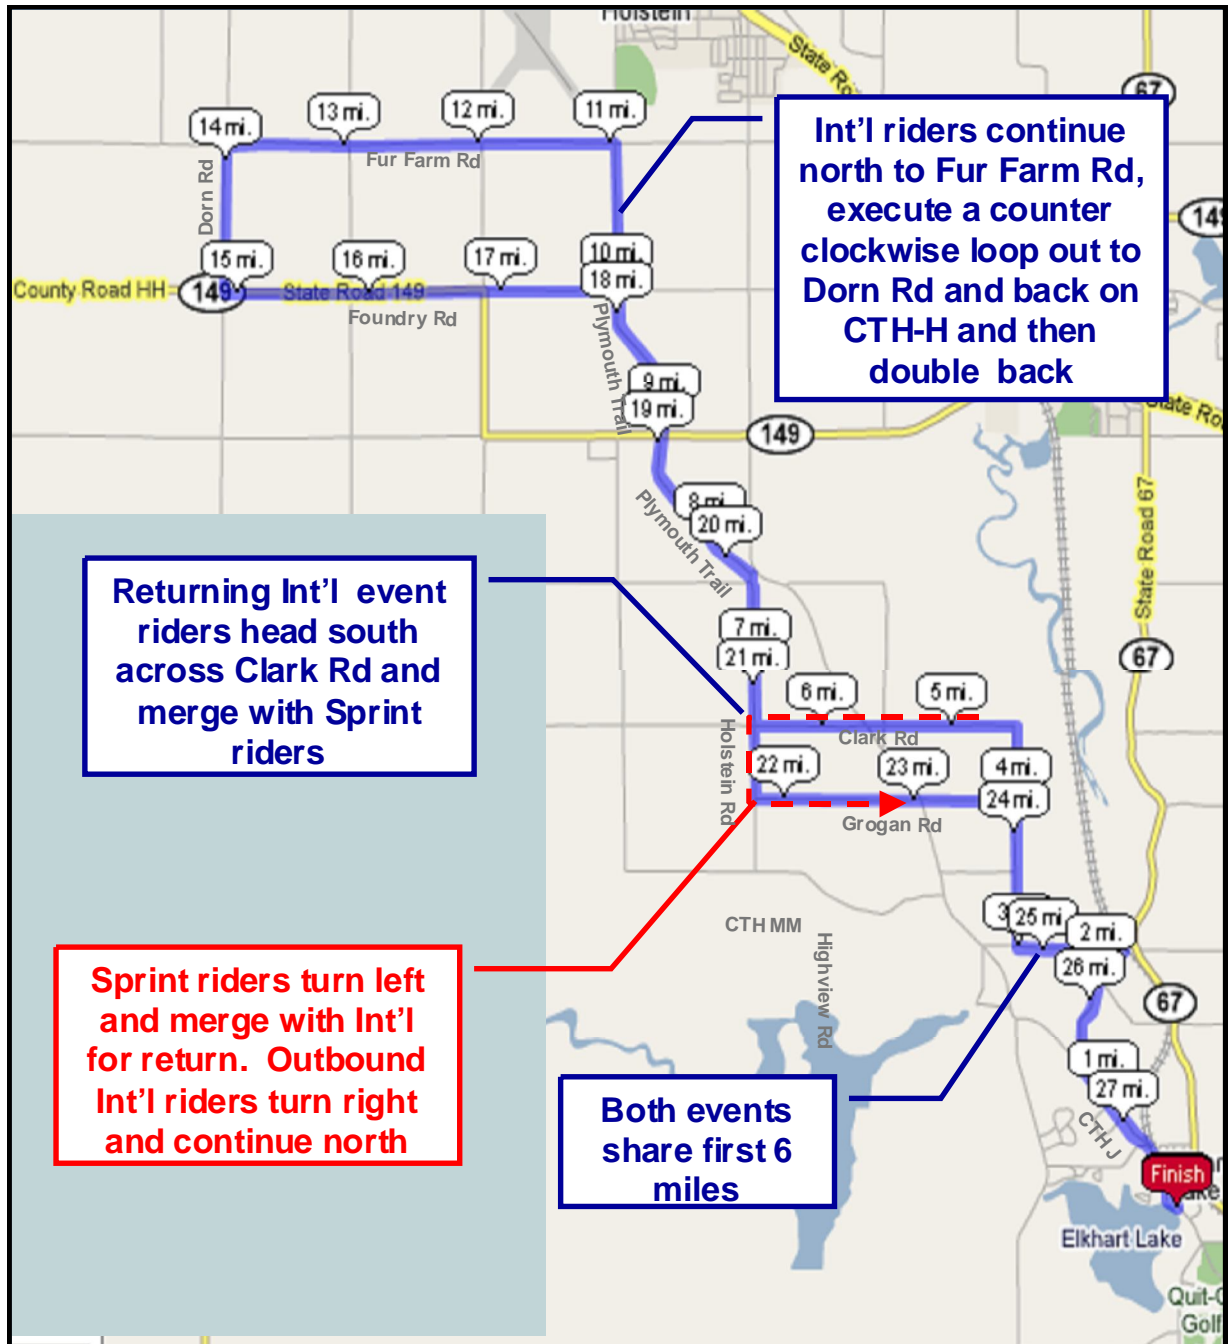 Holstein
State Road
67
14 mi.
13 mi.
12 mi.
11 mi.
Fur Farm Rd
Dorn Rd
Int'l riders continue
north to Fur Farm Rd,
execute a counter
clockwise loop out to
Dorn Rd and back on
CTH-H and then
double back
149
15 mi.
16 mi.
17 mi.
10 mi.
18 mi.
County Road HH
149
State Road 149
Foundry Rd
Plymouth Trail
9 mi.
19 mi.
149
State Road
8 mi.
20 mi.
Plymouth Trail
State Road 67
Returning Int'l event
riders head south
across Clark Rd and
merge with Sprint
riders
7 mi.
21 mi.
67
6 mi.
5 mi.
Clark Rd
Holstein Rd
22 mi.
23 mi.
4 mi.
24 mi.
Grogan Rd
3
25 mi.
2 mi.
CTH MM
Highview Rd
26 mi.
67
Sprint riders turn left
and merge with Int'l
for return. Outbound
Int'l riders turn right
and continue north
1 mi.
27 mi.
CTH J
Both events
share first 6
miles
Finish
Elkhart Lake
Quit-Q
Golf